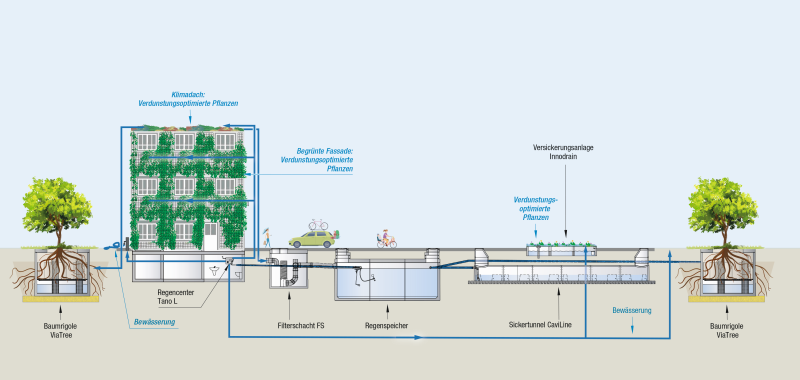 Klimadach:
Verdunstungsoptimierte Pflanzen
Begrünte Fassade:
Verdunstungsoptimierte
Pflanzen
Versickerungsanlage
Innodrain
Verdunstungs-
optimierte
Pflanzen
Regencenter
Tano L
Bewässerung
Bewässerung
Baumrigole
ViaTree
Filterschacht FS
Regenspeicher
Sickertunnel CaviLine
Baumrigole
ViaTree